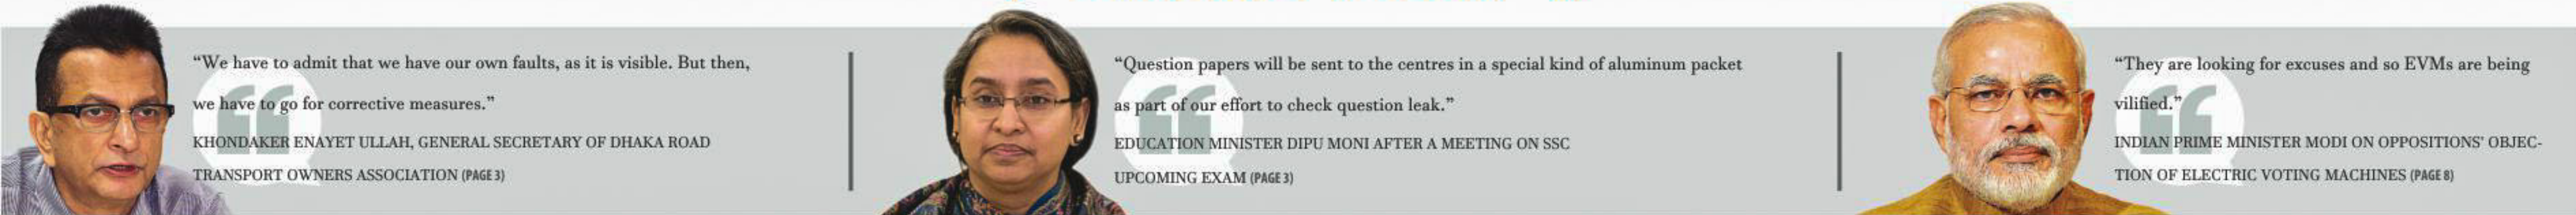 “We have to admit that we have our own faults, as it is visible. But then,
we have to go for corrective measures.”
KHONDAKER ENAYET ULLAH, GENERAL SECRETARY OF DHAKA ROAD
TRANSPORT OWNERS ASSOCIATION (PAGE 3)
“Question papers will be sent to the centres in a special kind of aluminum packet
as part of our effort to check question leak.”
EDUCATION MINISTER DIPU MONI AFTER A MEETING ON SSC
UPCOMING EXAM (PAGE 3)
“They are looking for excuses and so EVMs are being
vilified.”
INDIAN PRIME MINISTER MODI ON OPPOSITIONS’ OBJEC-
TION OF ELECTRIC VOTING MACHINES (PAGE 8)